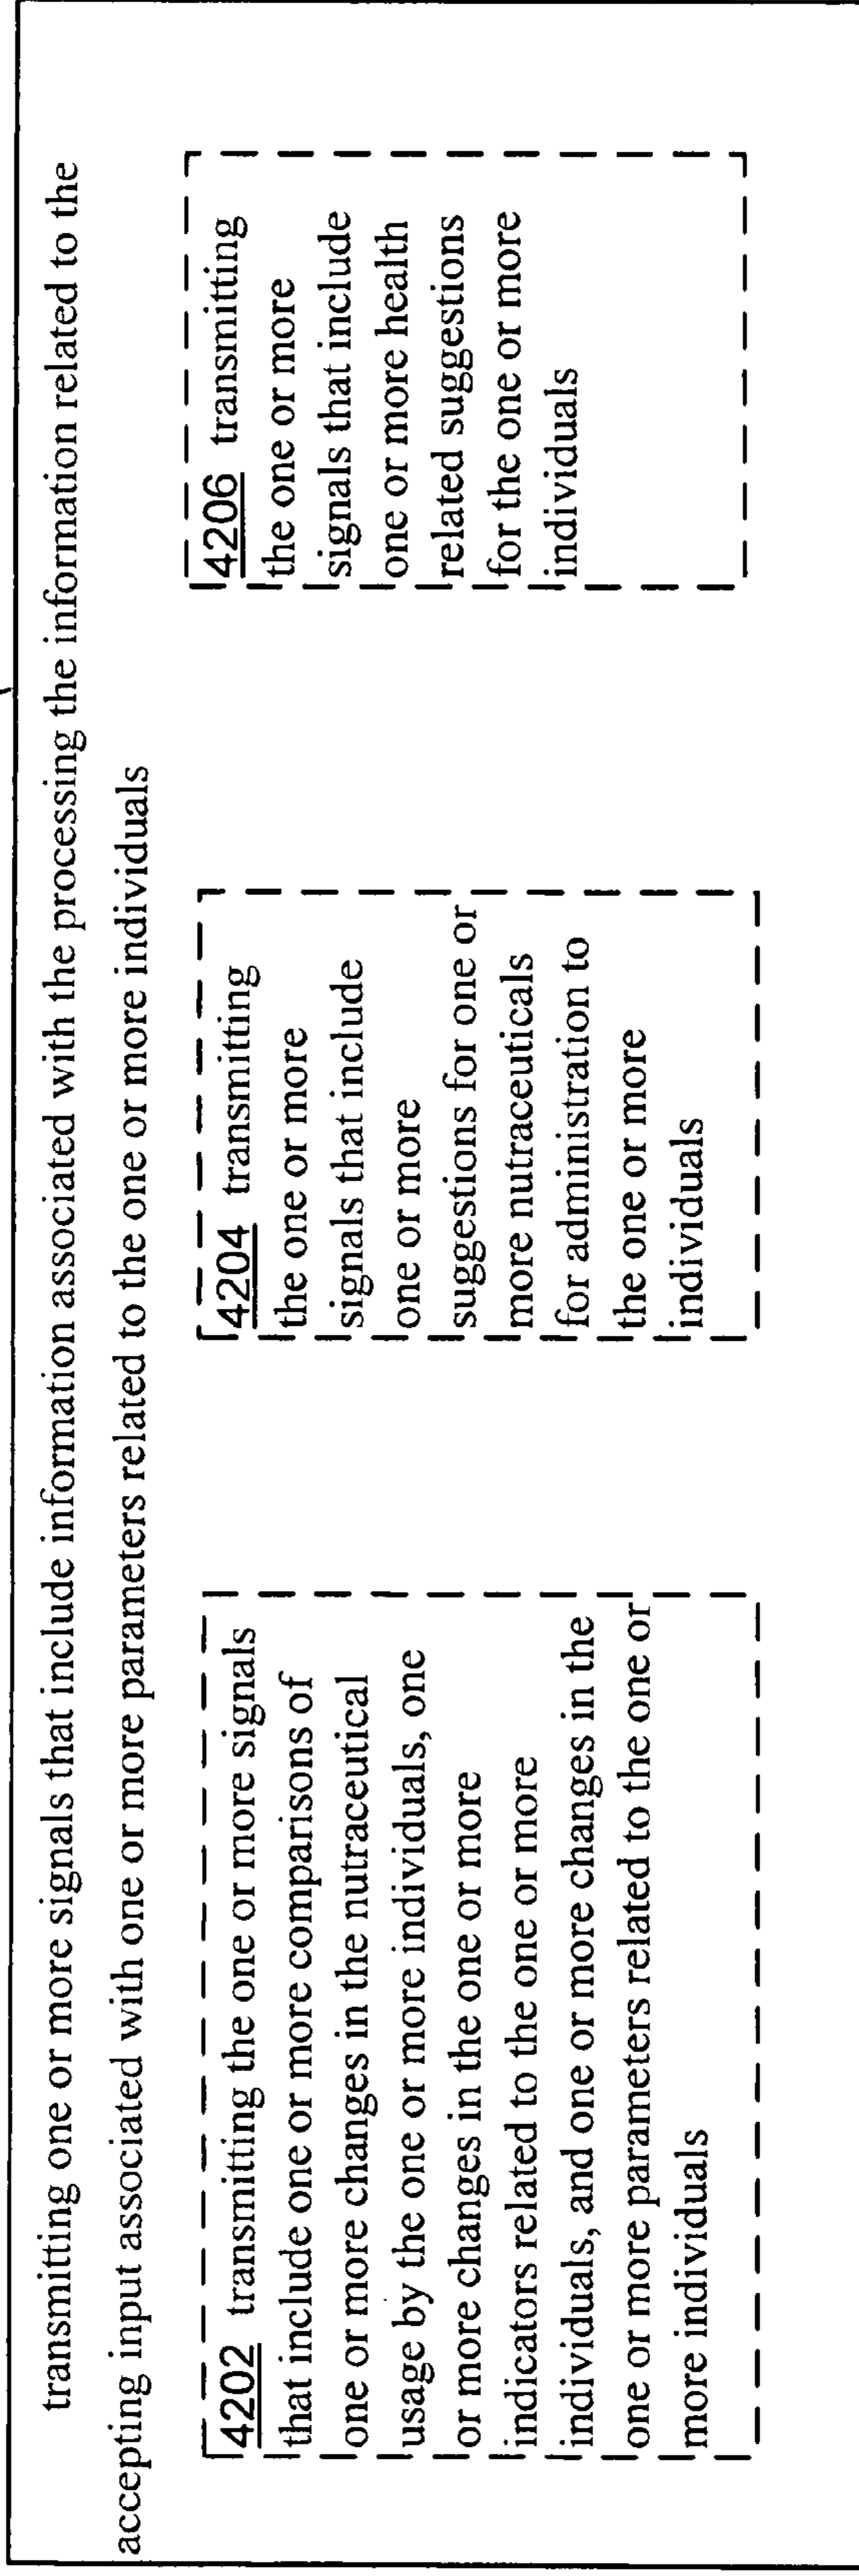 transmitting one or more signals that include information associated with the processing the information related to the
accepting input associated with one or more parameters related to the one or more individuals
4202 transmitting the one or more signals
that include one or more comparisons of
one or more changes in the nutraceutical
usage by the one or more individuals, one
or more changes in the one or more
indicators related to the one or more
individuals, and one or more changes in the
one or more parameters related to the one or
more individuals
4204 transmitting
the one or more
signals that include
one or more
suggestions for one or
more nutraceuticals
for administration to
the one or more
individuals
4206 transmitting
the one or more
signals that include
one or more health
related suggestions
for the one or more
individuals